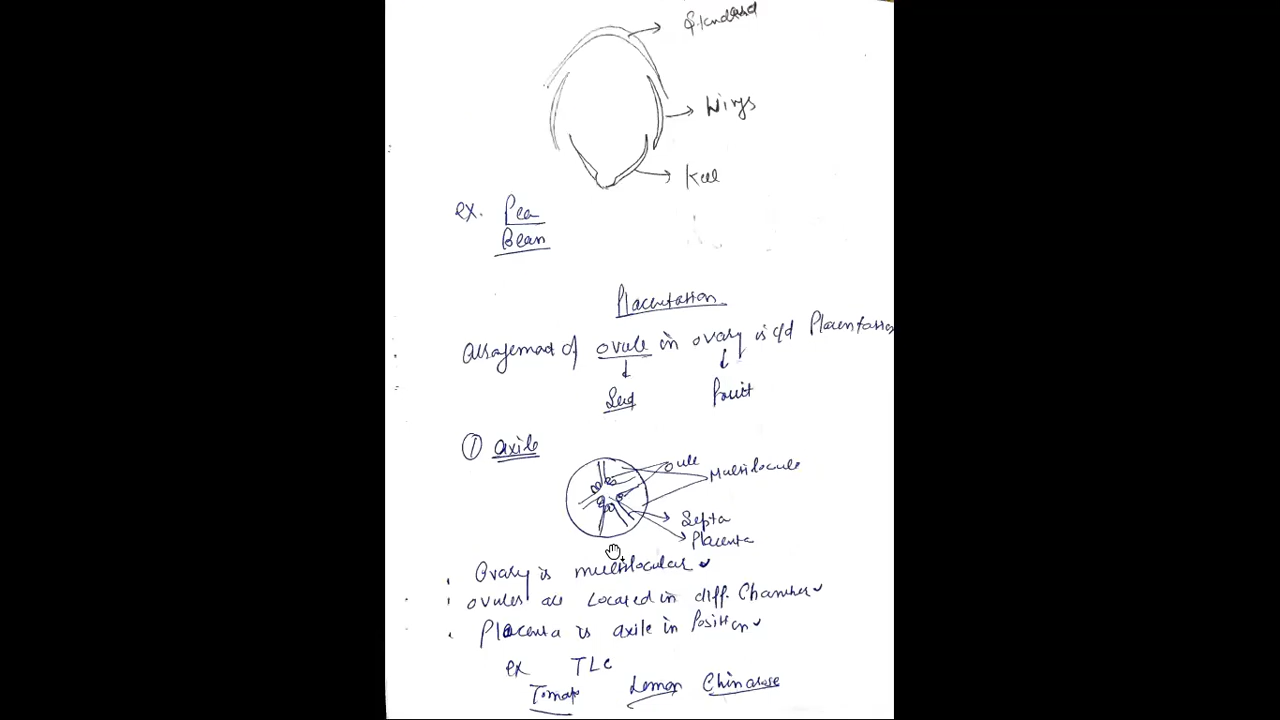 Standard
Wings
Keel
ex. Pea
Bean
Placentation
Arragemant of ovule in ovary is c/d Placentation
Seed
fruit
① axile
ovule
Multilocule
Septa
Placenta
Ovary is multilocular
ovules are Located in diff. Chamber
Placenta is axile in Position
ex TLC
Tomato Lemon Chinarose